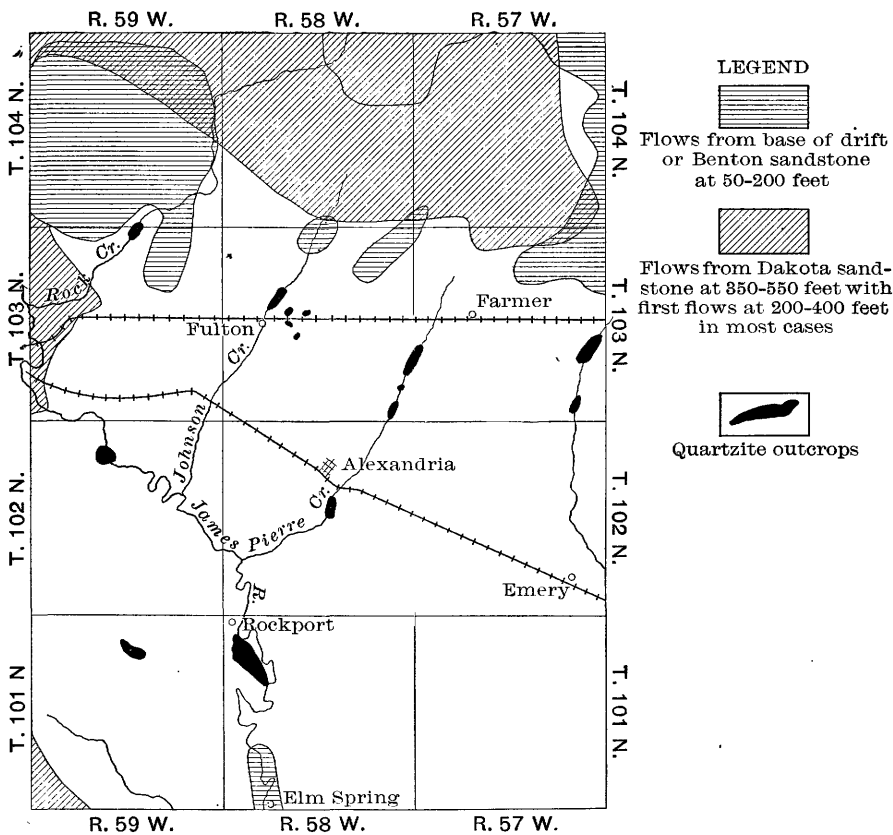 R. 59 W. R. 58 W. R. 57 W.
T. 104 N.
T. 103 N.
T. 102 N.
T. 101 N
T. 104 N.
T. 103 N.
T. 102 N.
T. 101 N.
Rock Cr.
Farmer
Fulton
Johnson Cr.
Alexandria
James R.
Pierre Cr.
Emery
Rockport
Elm Spring
R. 59 W. R. 58 W. R. 57 W.
LEGEND
Flows from base of drift
or Benton sandstone
at 50-200 feet
Flows from Dakota sand-
stone at 350-550 feet with
first flows at 200-400 feet
in most cases
Quartzite outcrops